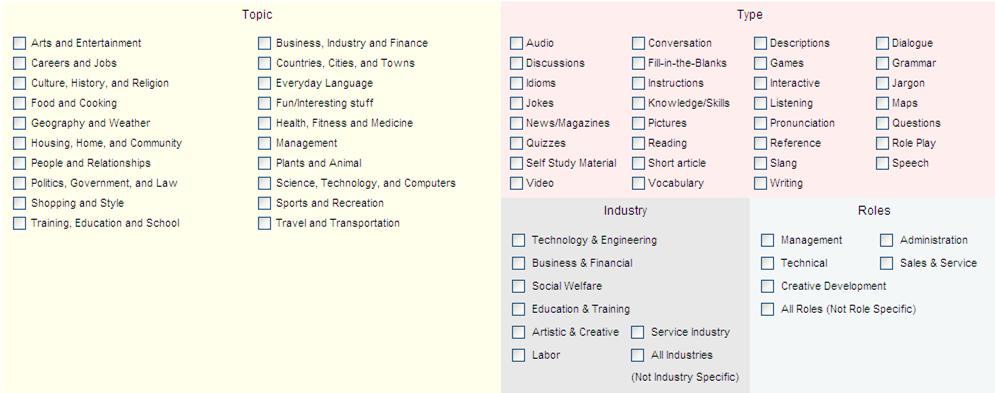 Topic
Arts and Entertainment
Careers and Jobs
Culture, History, and Religion
Food and Cooking
Geography and Weather
Housing, Home, and Community
People and Relationships
Politics, Government, and Law
Shopping and Style
Training, Education and School
Business, Industry and Finance
Countries, Cities, and Towns
Everyday Language
Fun/Interesting stuff
Health, Fitness and Medicine
Management
Plants and Animal
Science, Technology, and Computers
Sports and Recreation
Travel and Transportation
Type
Audio
Conversation
Descriptions
Dialogue
Discussions
Fill-in-the-Blanks
Games
Grammar
Idioms
Instructions
Interactive
Jargon
Jokes
Knowledge/Skills
Listening
Maps
News/Magazines
Pictures
Pronunciation
Questions
Quizzes
Reading
Reference
Role Play
Self Study Material
Short article
Slang
Speech
Video
Vocabulary
Writing
Industry
Technology & Engineering
Business & Financial
Social Welfare
Education & Training
Artistic & Creative
Service Industry
Labor
All Industries
(Not Industry Specific)
Roles
Management
Administration
Technical
Sales & Service
Creative Development
All Roles (Not Role Specific)